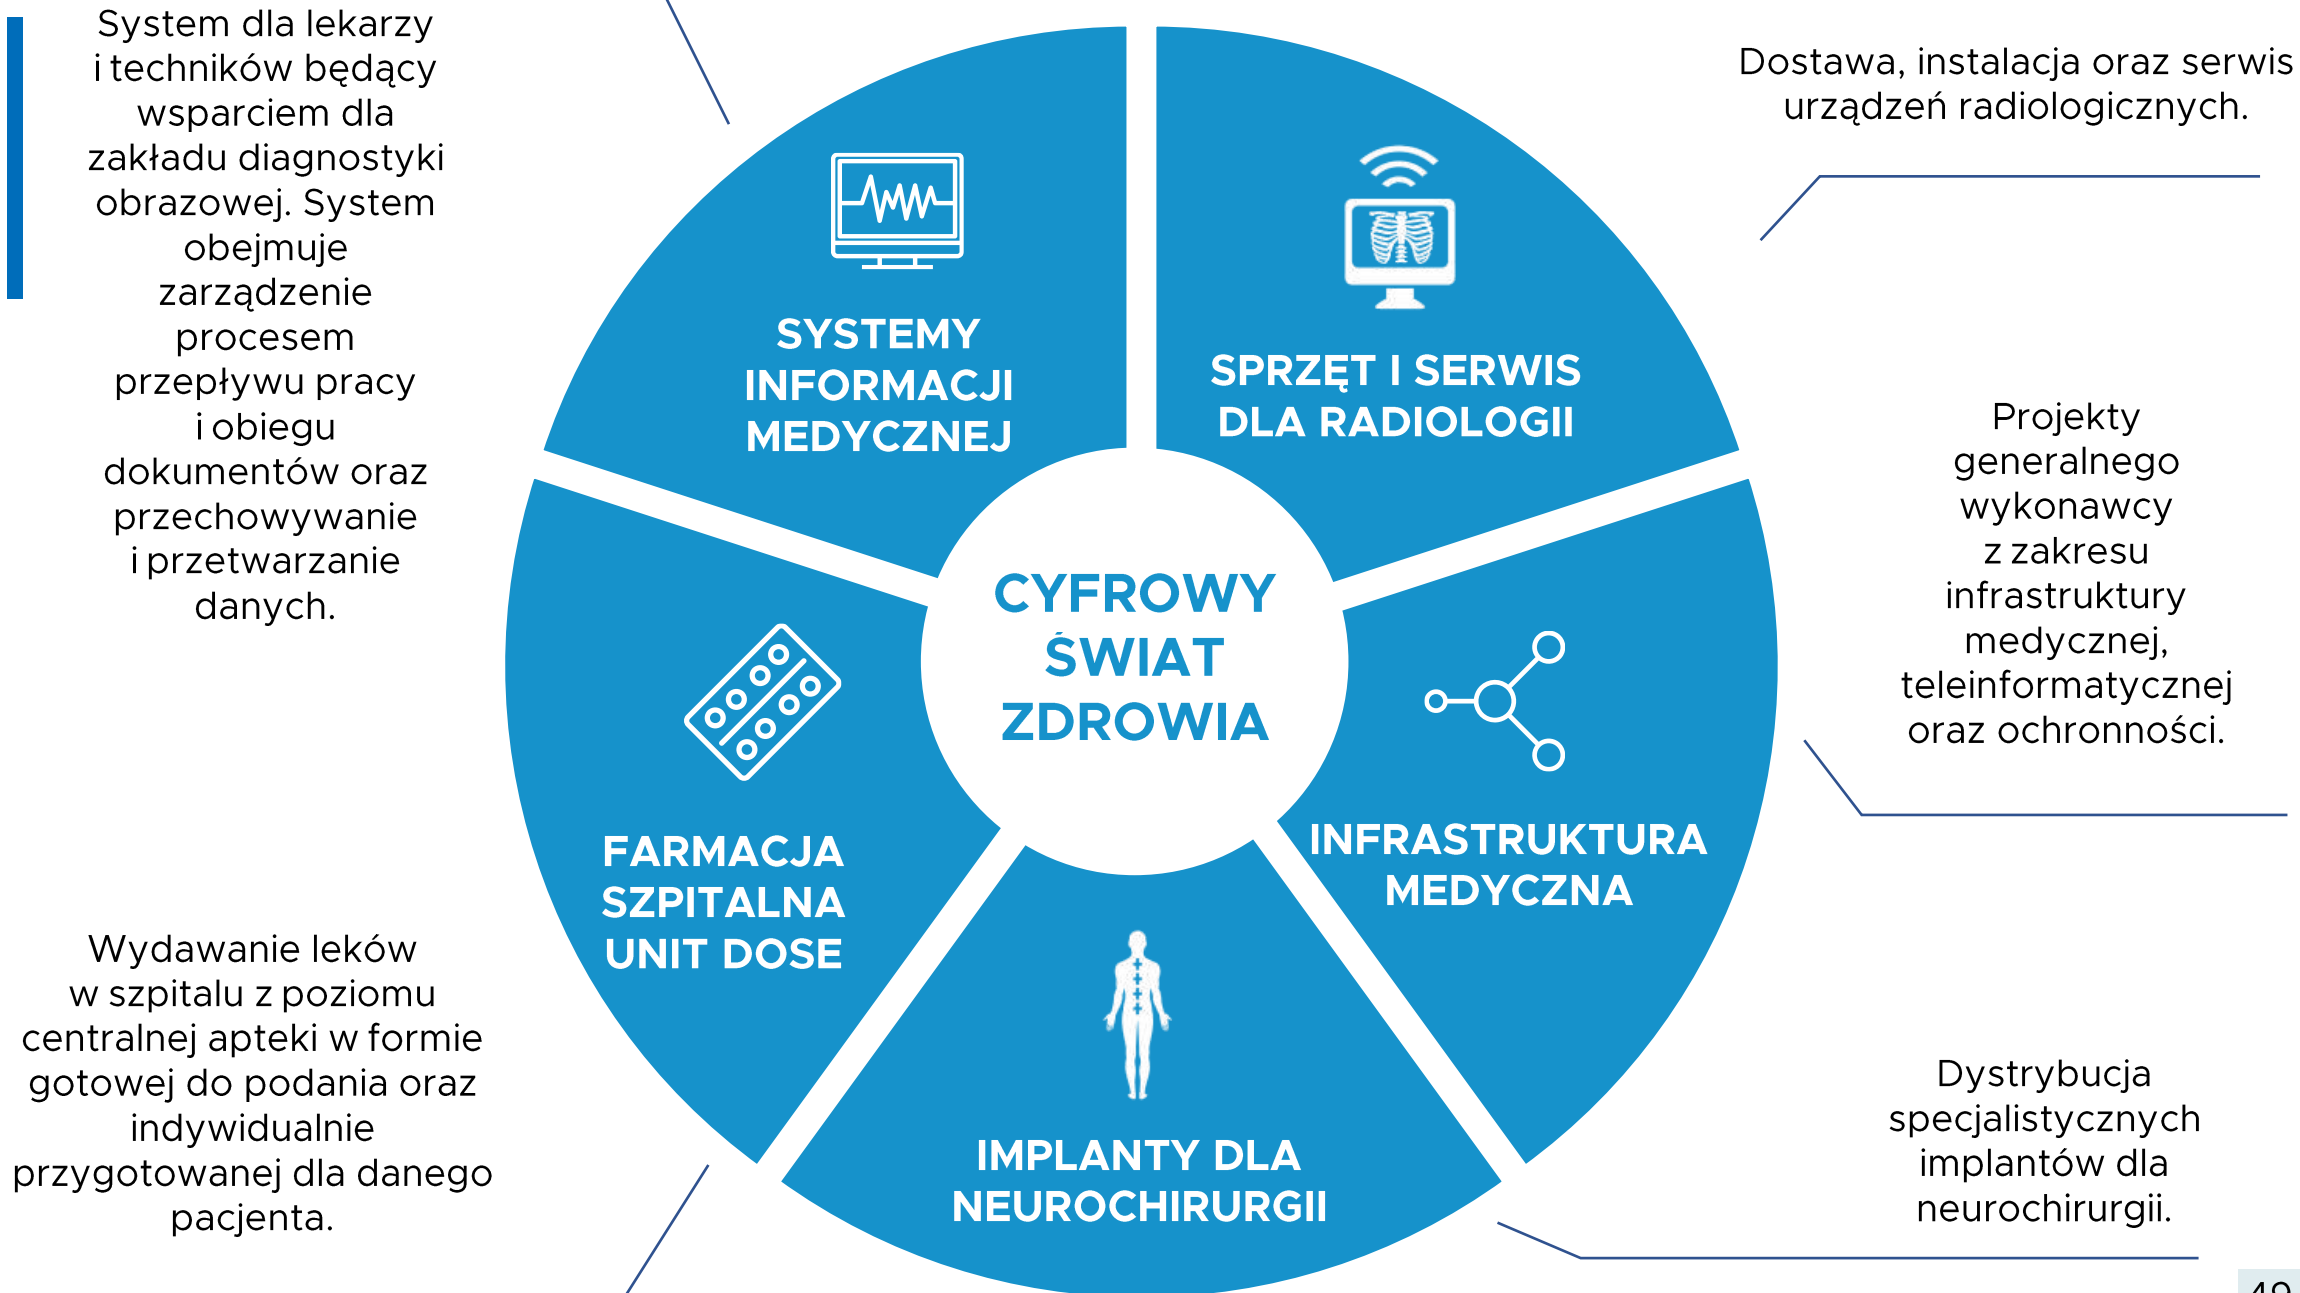 System dla lekarzy
i techników będący
wsparciem dla
zakładu diagnostyki
obrazowej. System
obejmuje
zarządzenie
procesem
przepływu pracy
i obiegu
dokumentów oraz
przechowywanie
i przetwarzanie
danych.
Wydawanie leków
w szpitalu z poziomu
centralnej apteki w formie
gotowej do podania oraz
indywidualnie
przygotowanej dla danego
pacjenta.
SYSTEMY
INFORMACJI
MEDYCZNEJ
SPRZĘT I SERWIS
DLA RADIOLOGII
CYFROWY
ŚWIAT
ZDROWIA
FARMACJA
SZPITALNA
UNIT DOSE
INFRASTRUKTURA
MEDYCZNA
IMPLANTY DLA
NEUROCHIRURGII
Dostawa, instalacja oraz serwis
urządzeń radiologicznych.
Projekty
generalnego
wykonawcy
z zakresu
infrastruktury
medycznej,
teleinformatycznej
oraz ochronności.
Dystrybucja
specjalistycznych
implantów dla
neurochirurgii.